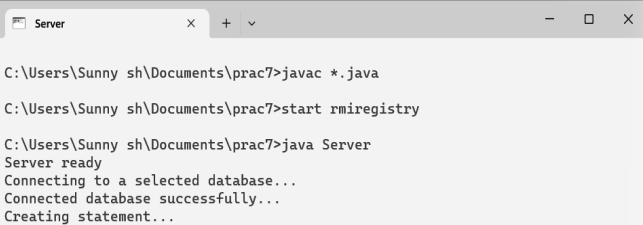 Server
C:\Users\Sunny sh\Documents\prac7>javac *.java
C:\Users\Sunny sh\Documents\prac7>start rmiregistry
C:\Users\Sunny sh\Documents\prac7>java Server
Server ready
Connecting to a selected database...
Connected database successfully...
Creating statement...